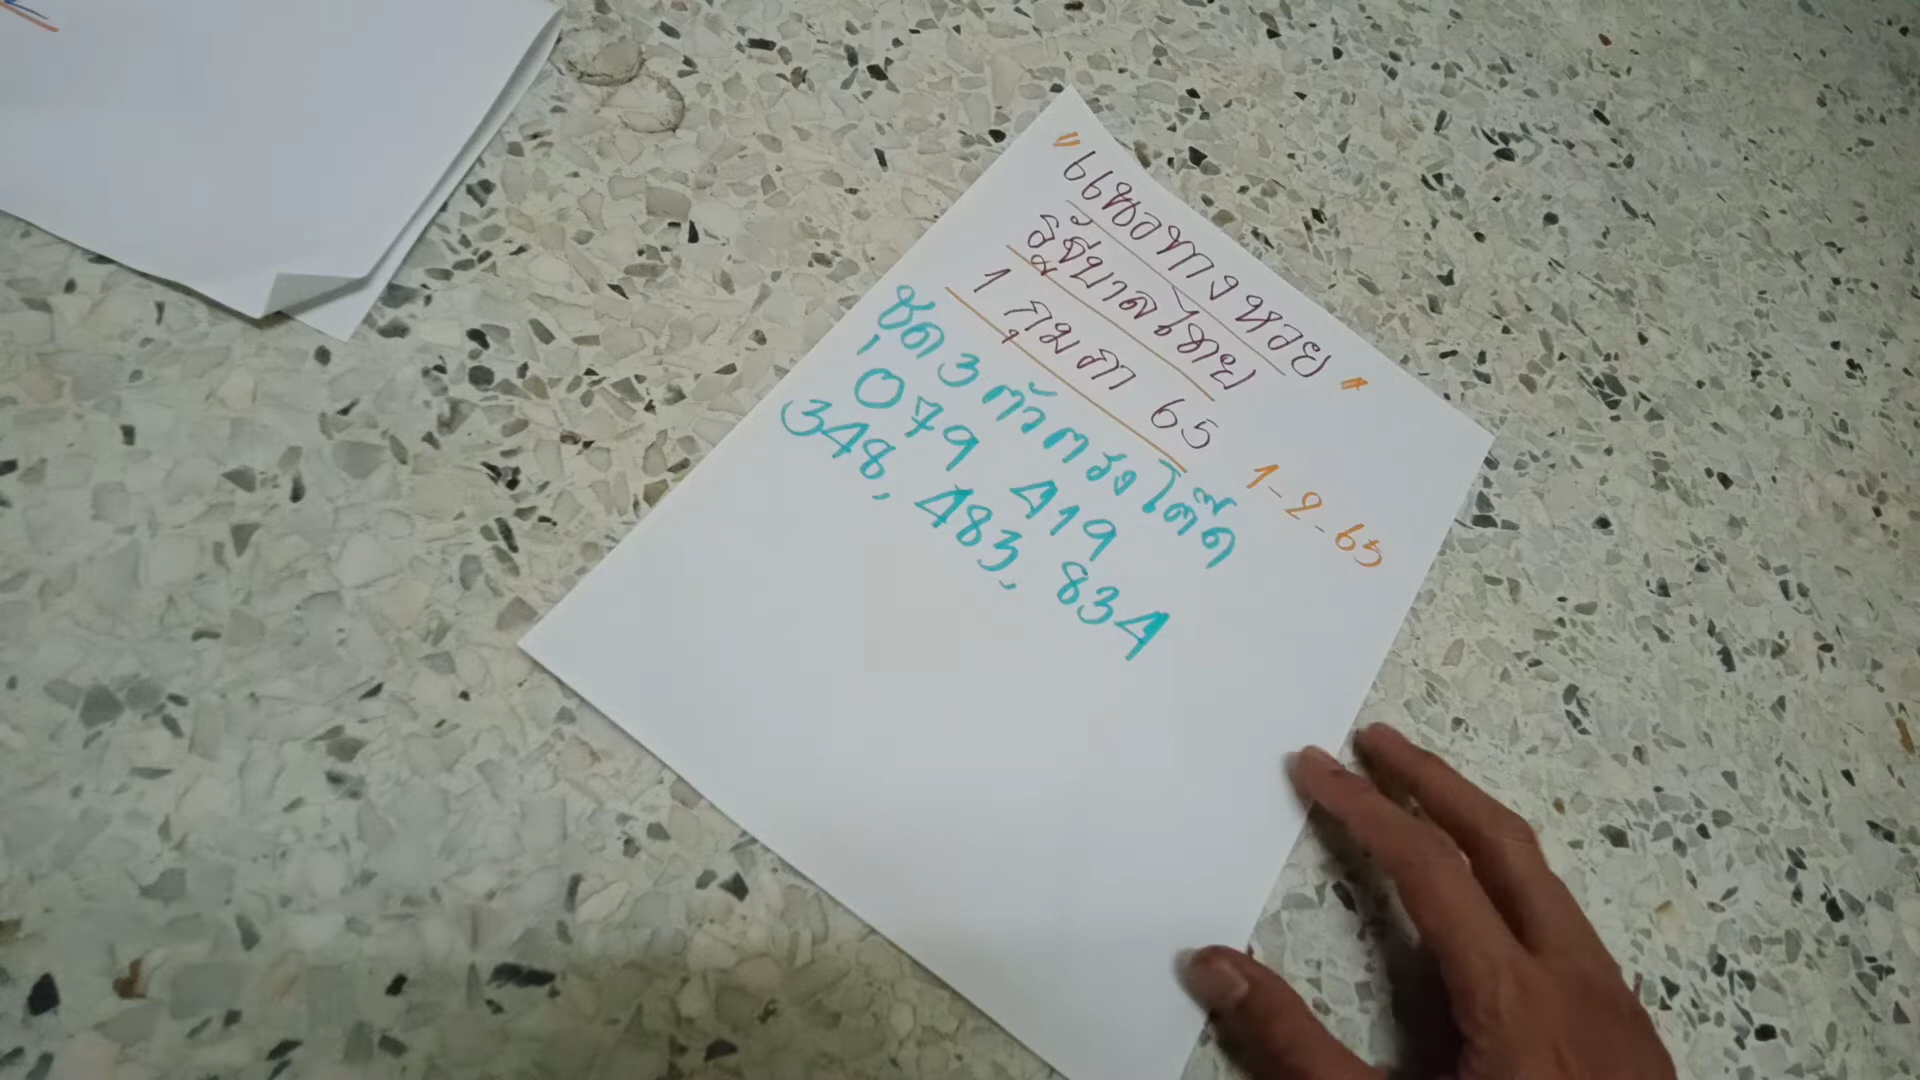 "แนวทางหวย"
รัฐบาลไทย
1 กุมภา 65
1-2-65
ชุด 3 ตัวตรงโต๊ด
079 419
348, 483, 834